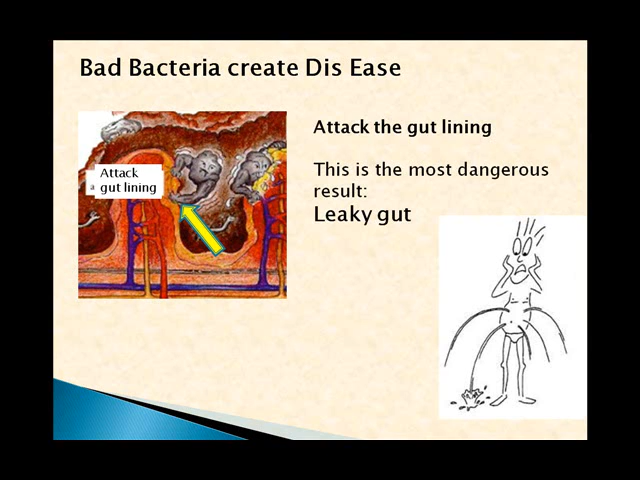 Bad Bacteria create Dis Ease
Attack
a gut lining
Attack the gut lining
This is the most dangerous
result:
Leaky gut